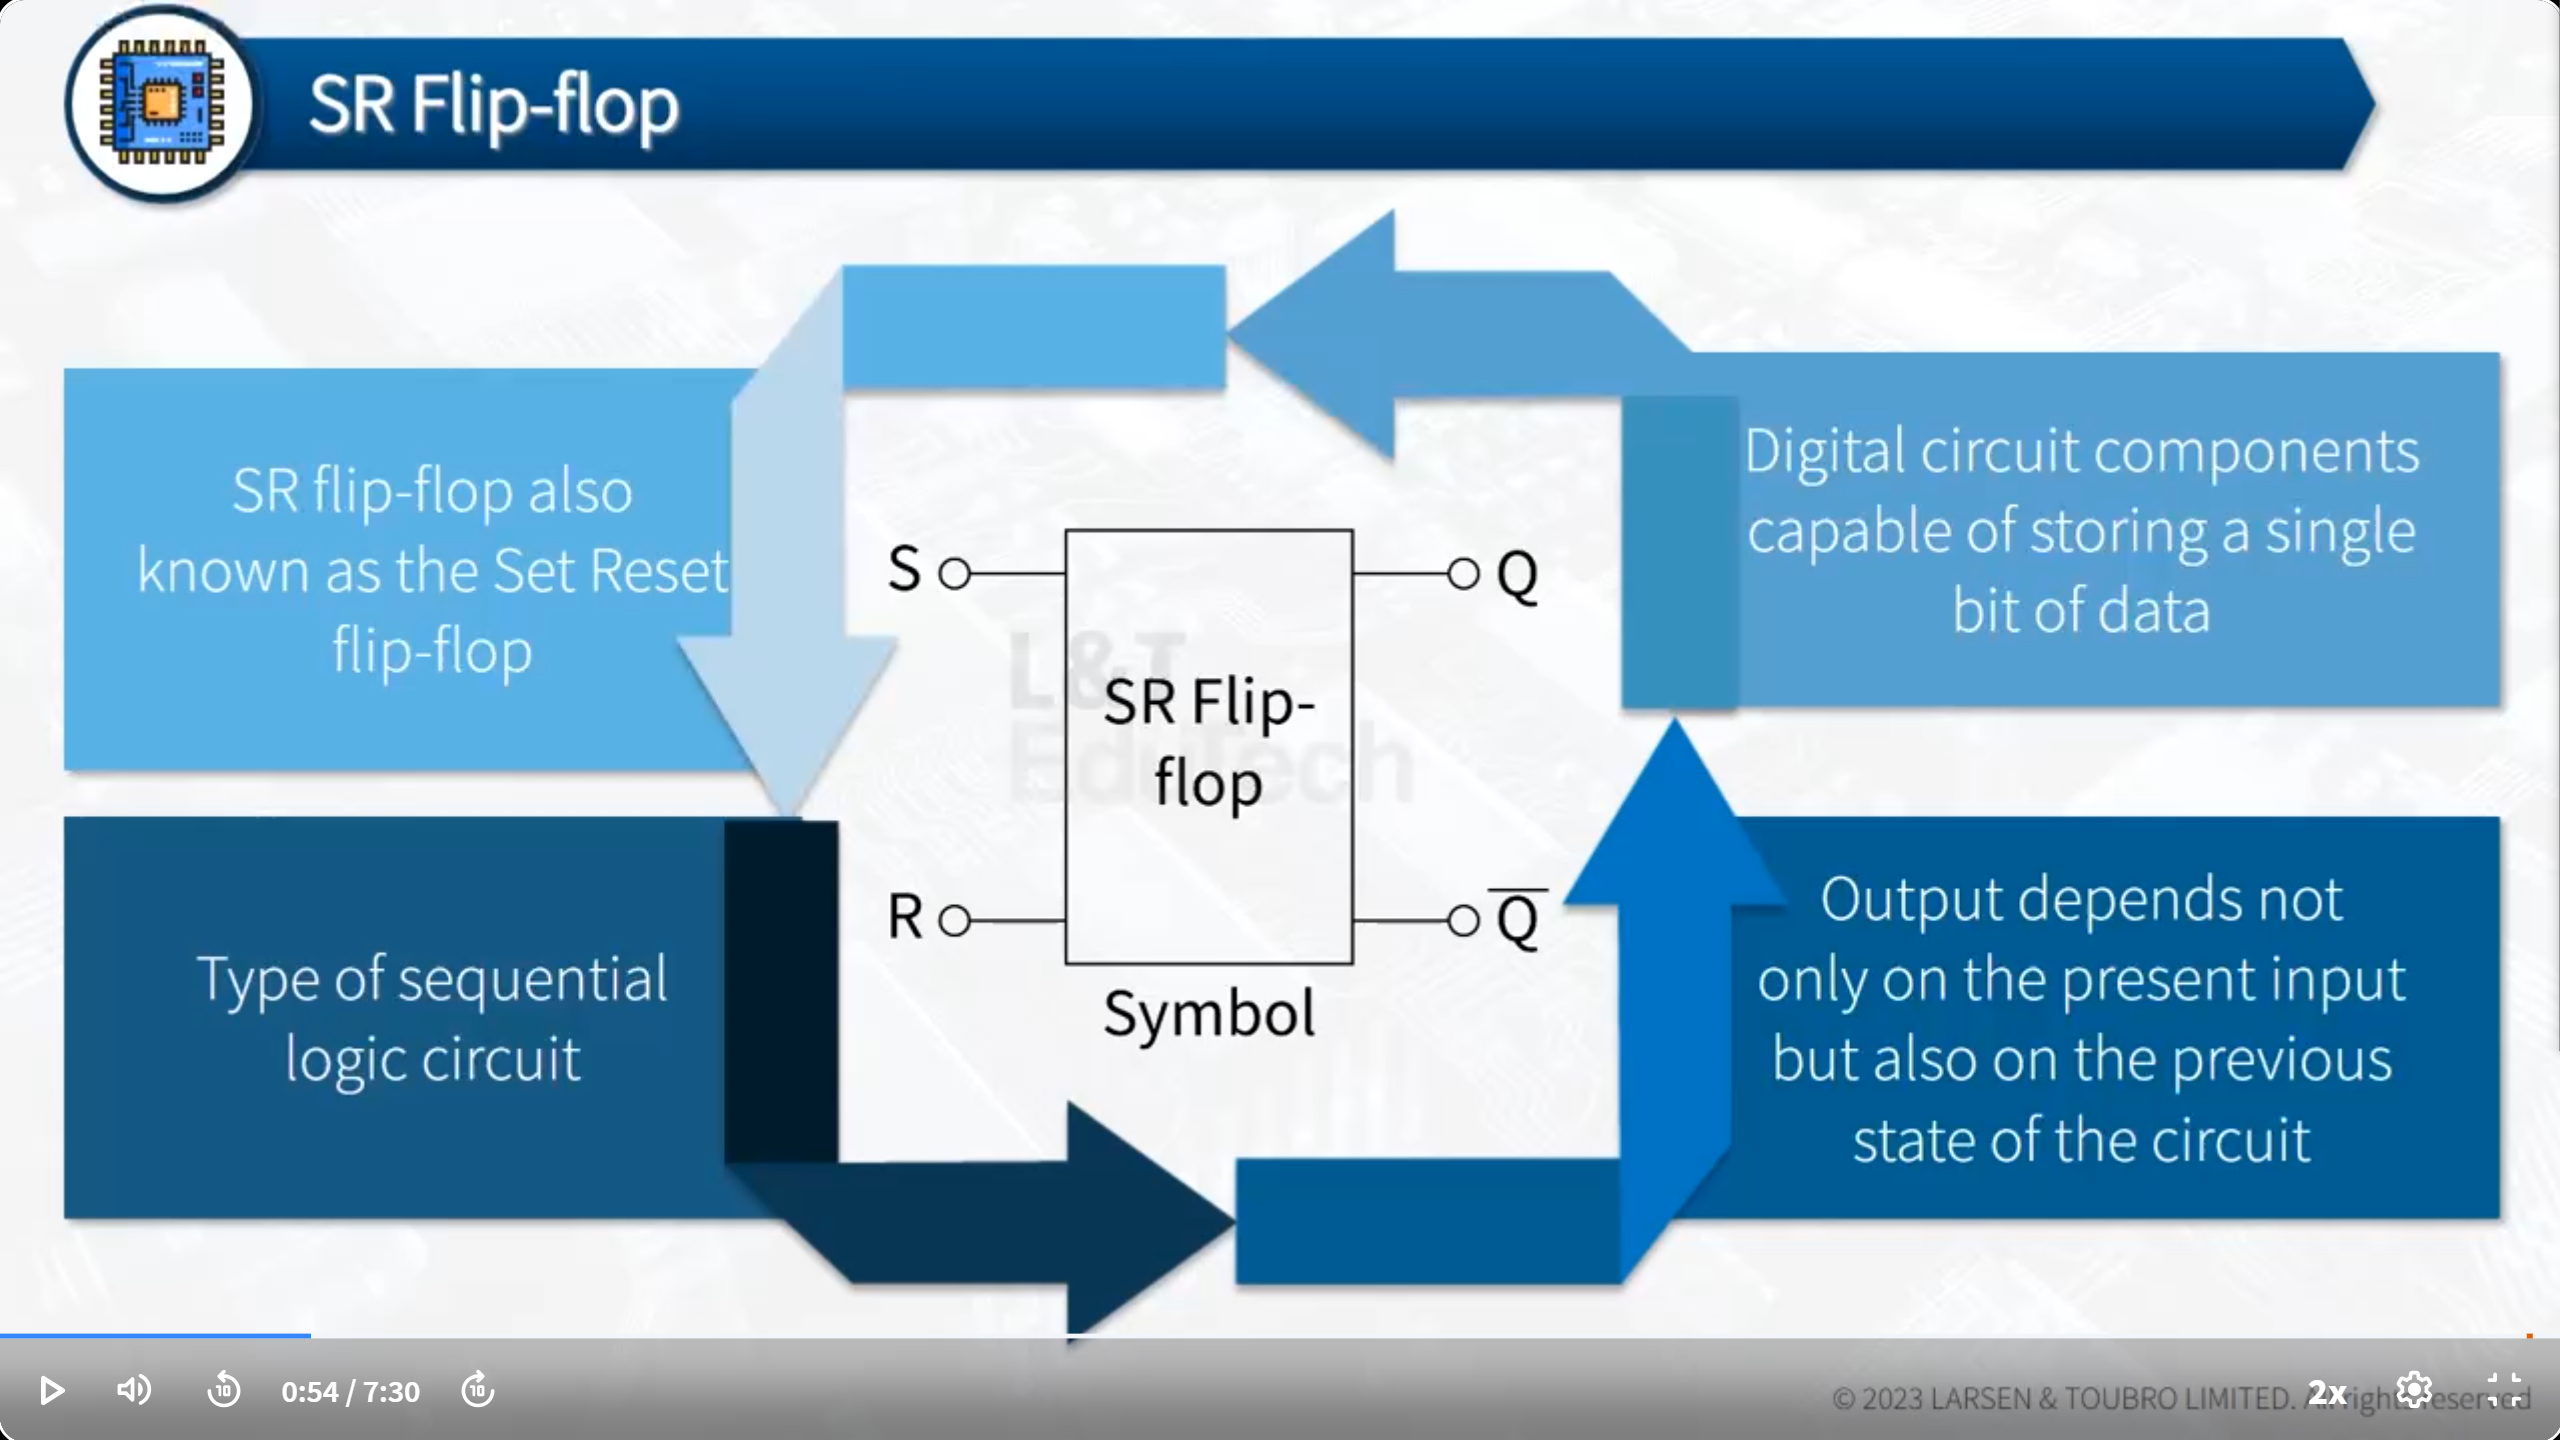 SR Flip-flop
SR flip-flop also
known as the Set Reset
flip-flop
Type of sequential
logic circuit
Output depends not
only on the present input
but also on the previous
state of the circuit
Digital circuit components
capable of storing a single
bit of data
S
Q
L&T
EduTech
SR Flip-
flop
R
Q̅
Symbol
10
0:54 / 7:30
10
© 2023 LARSEN & TOUBRO LIMITED. All rights reserved
2x